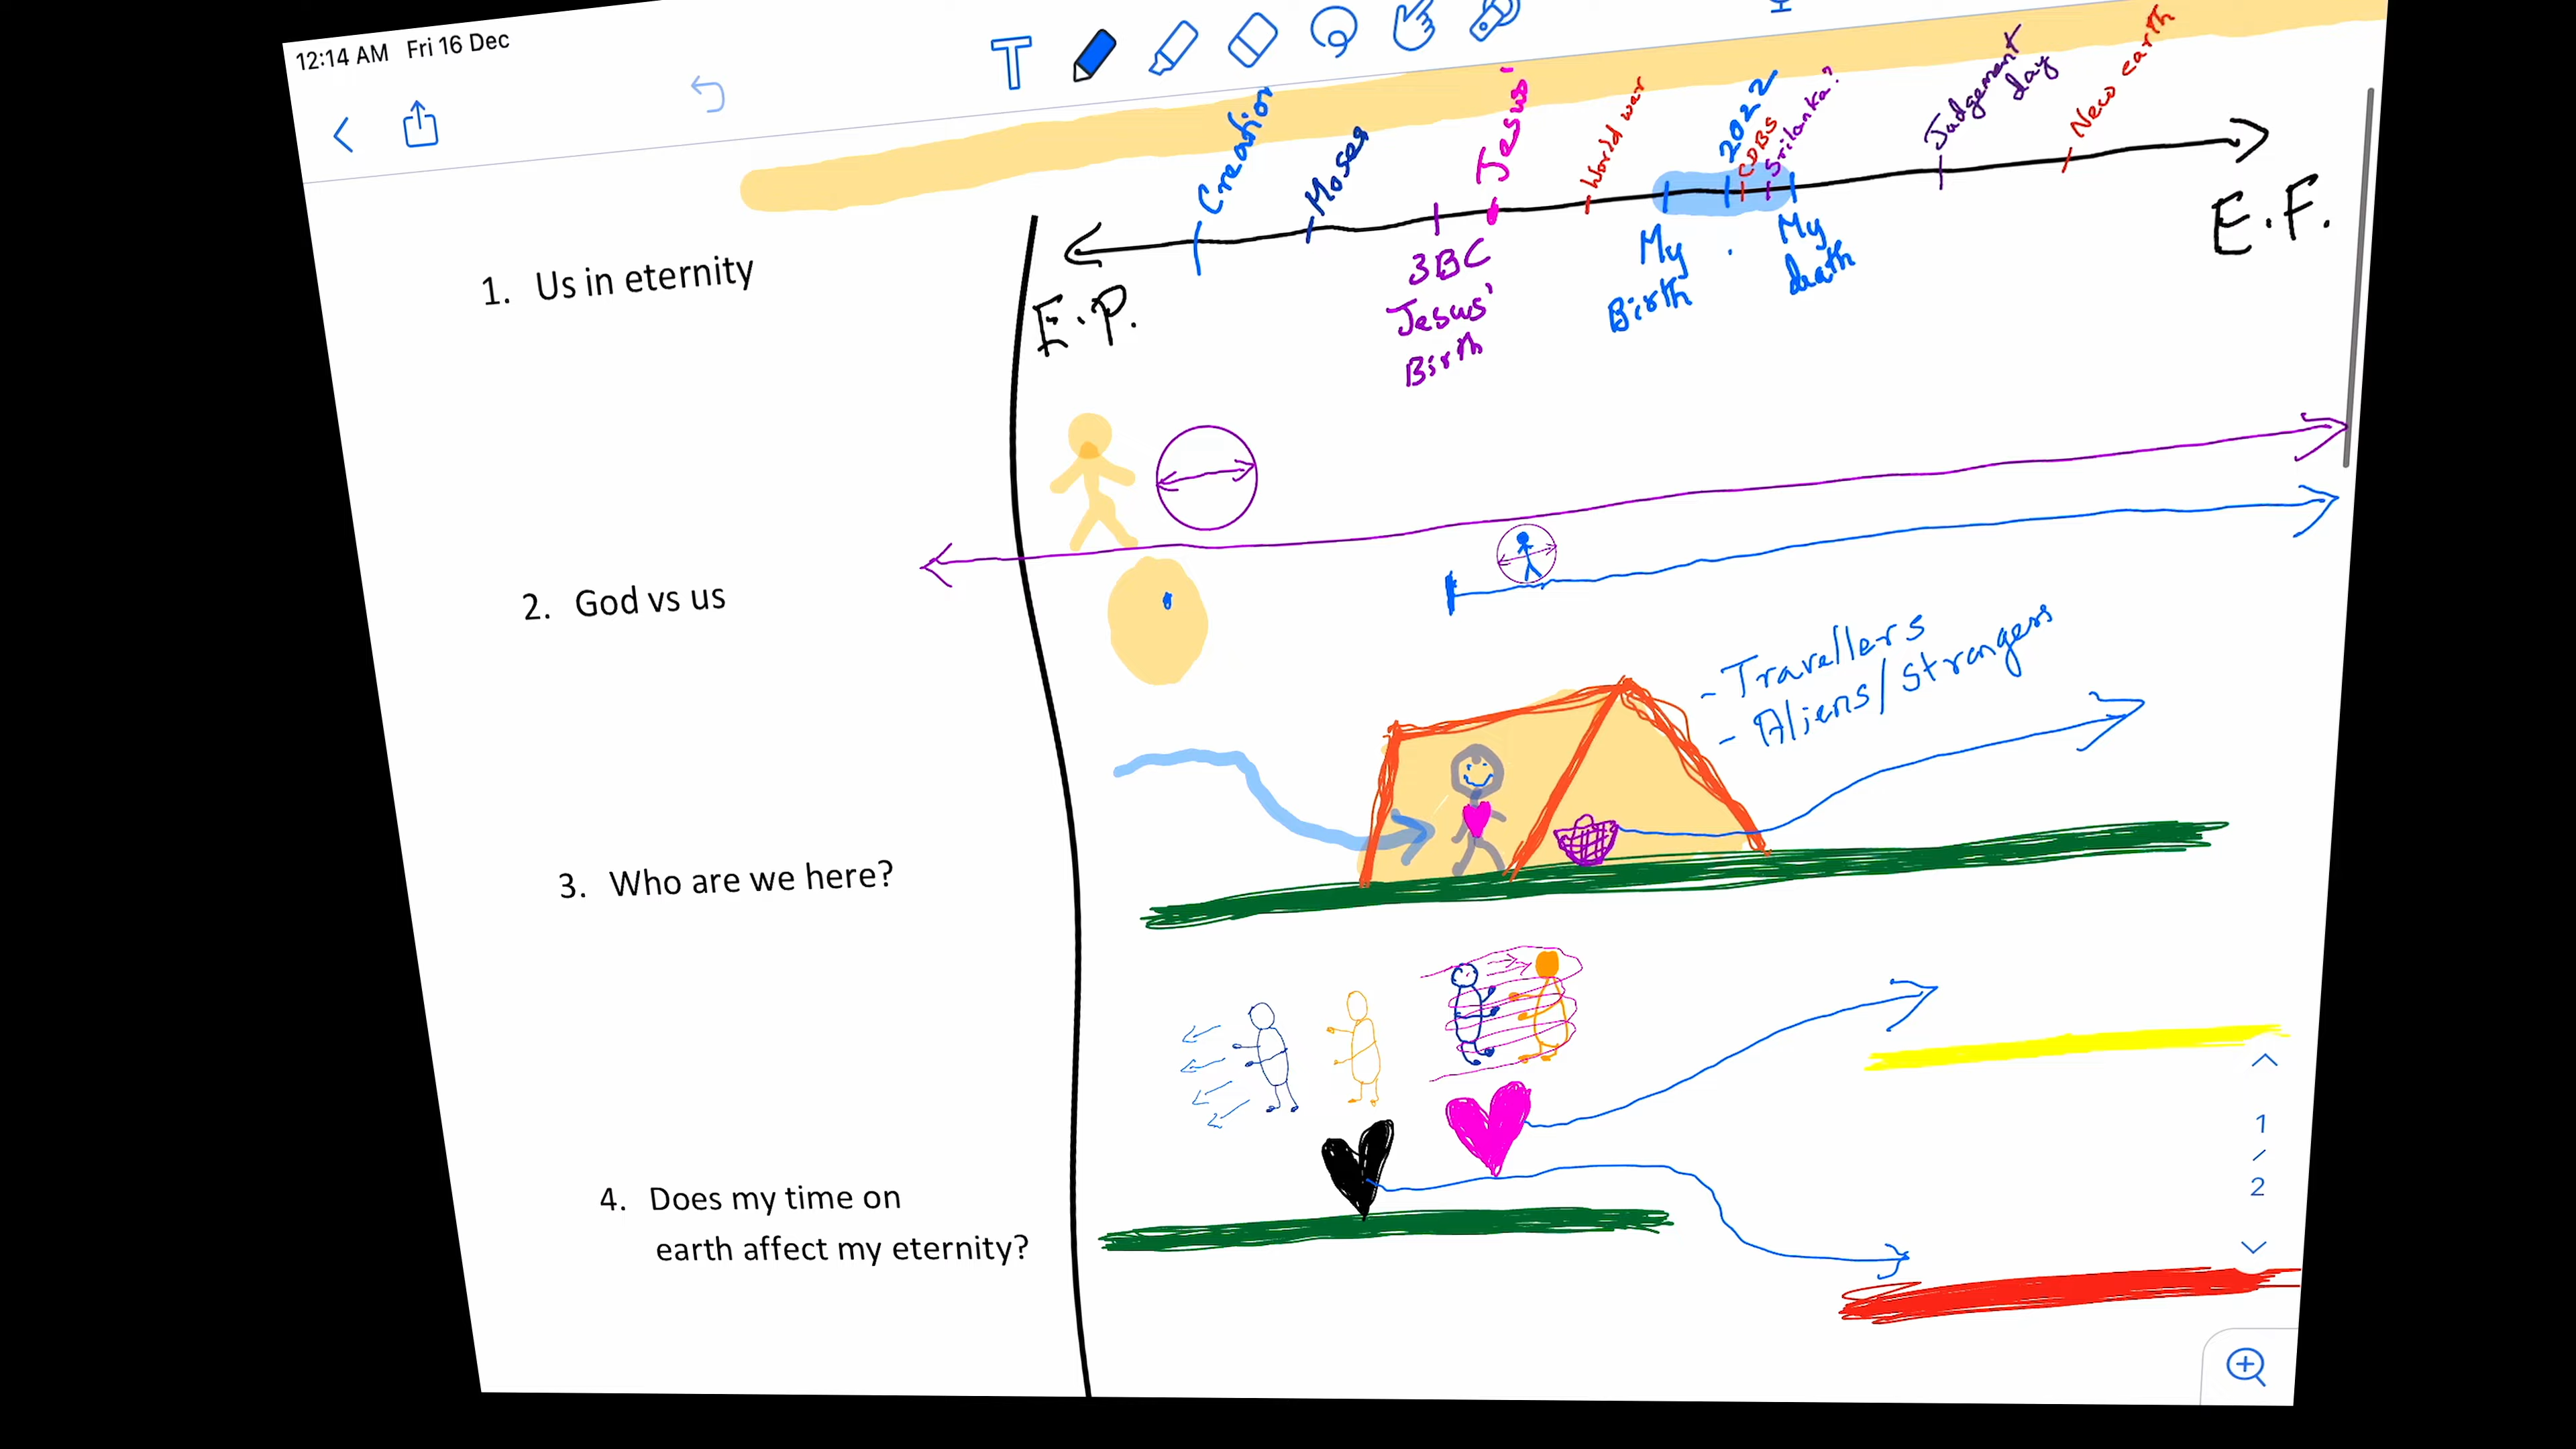 12:14 AM Fri 16 Dec
T
Creation
Moses
Jesus'
World war
2022
CDBS
Srilanka?
Judgement
day
New earth
E.P.
3BC
Jesus'
Birth
My
Birth
My
death
E.F.
1. Us in eternity
2. God vs us
- Travellers
- Aliens/Strangers
3. Who are we here?
4. Does my time on
earth affect my eternity?
1
/
2